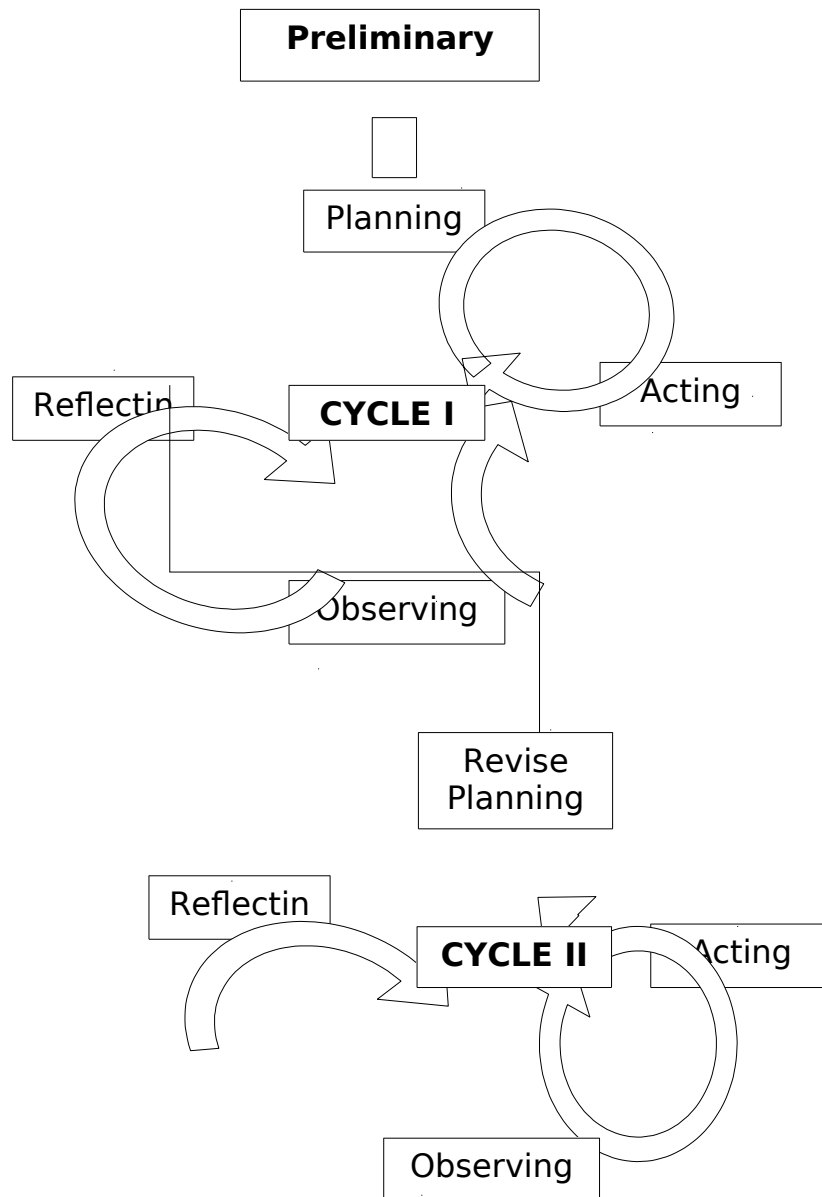 Preliminary
Planning
Acting
Reflectin
CYCLE I
Observing
Revise
Planning
Reflectin
CYCLE II
Acting
Observing